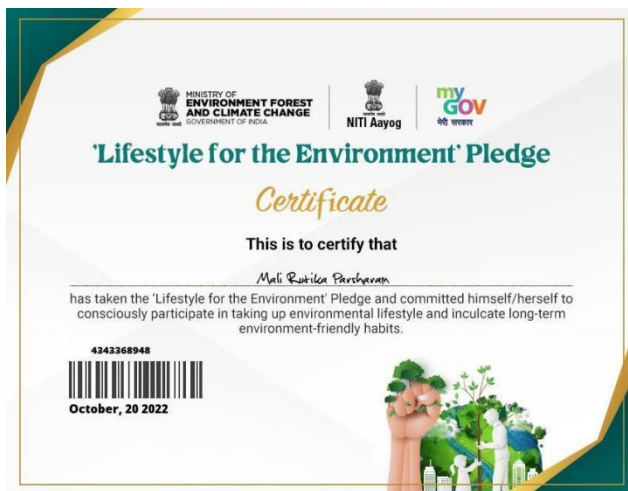 MINISTRY OF
ENVIRONMENT FOREST
AND CLIMATE CHANGE
GOVERNMENT OF INDIA
सत्यमेव जयते
NITI Aayog
my
GOV
मेरी सरकार
'Lifestyle for the Environment' Pledge
Certificate
This is to certify that
Mali Rutika Parsharam
has taken the 'Lifestyle for the Environment' Pledge and committed himself/herself to
consciously participate in taking up environmental lifestyle and inculcate long-term
environment-friendly habits.
4343368948
October, 20 2022